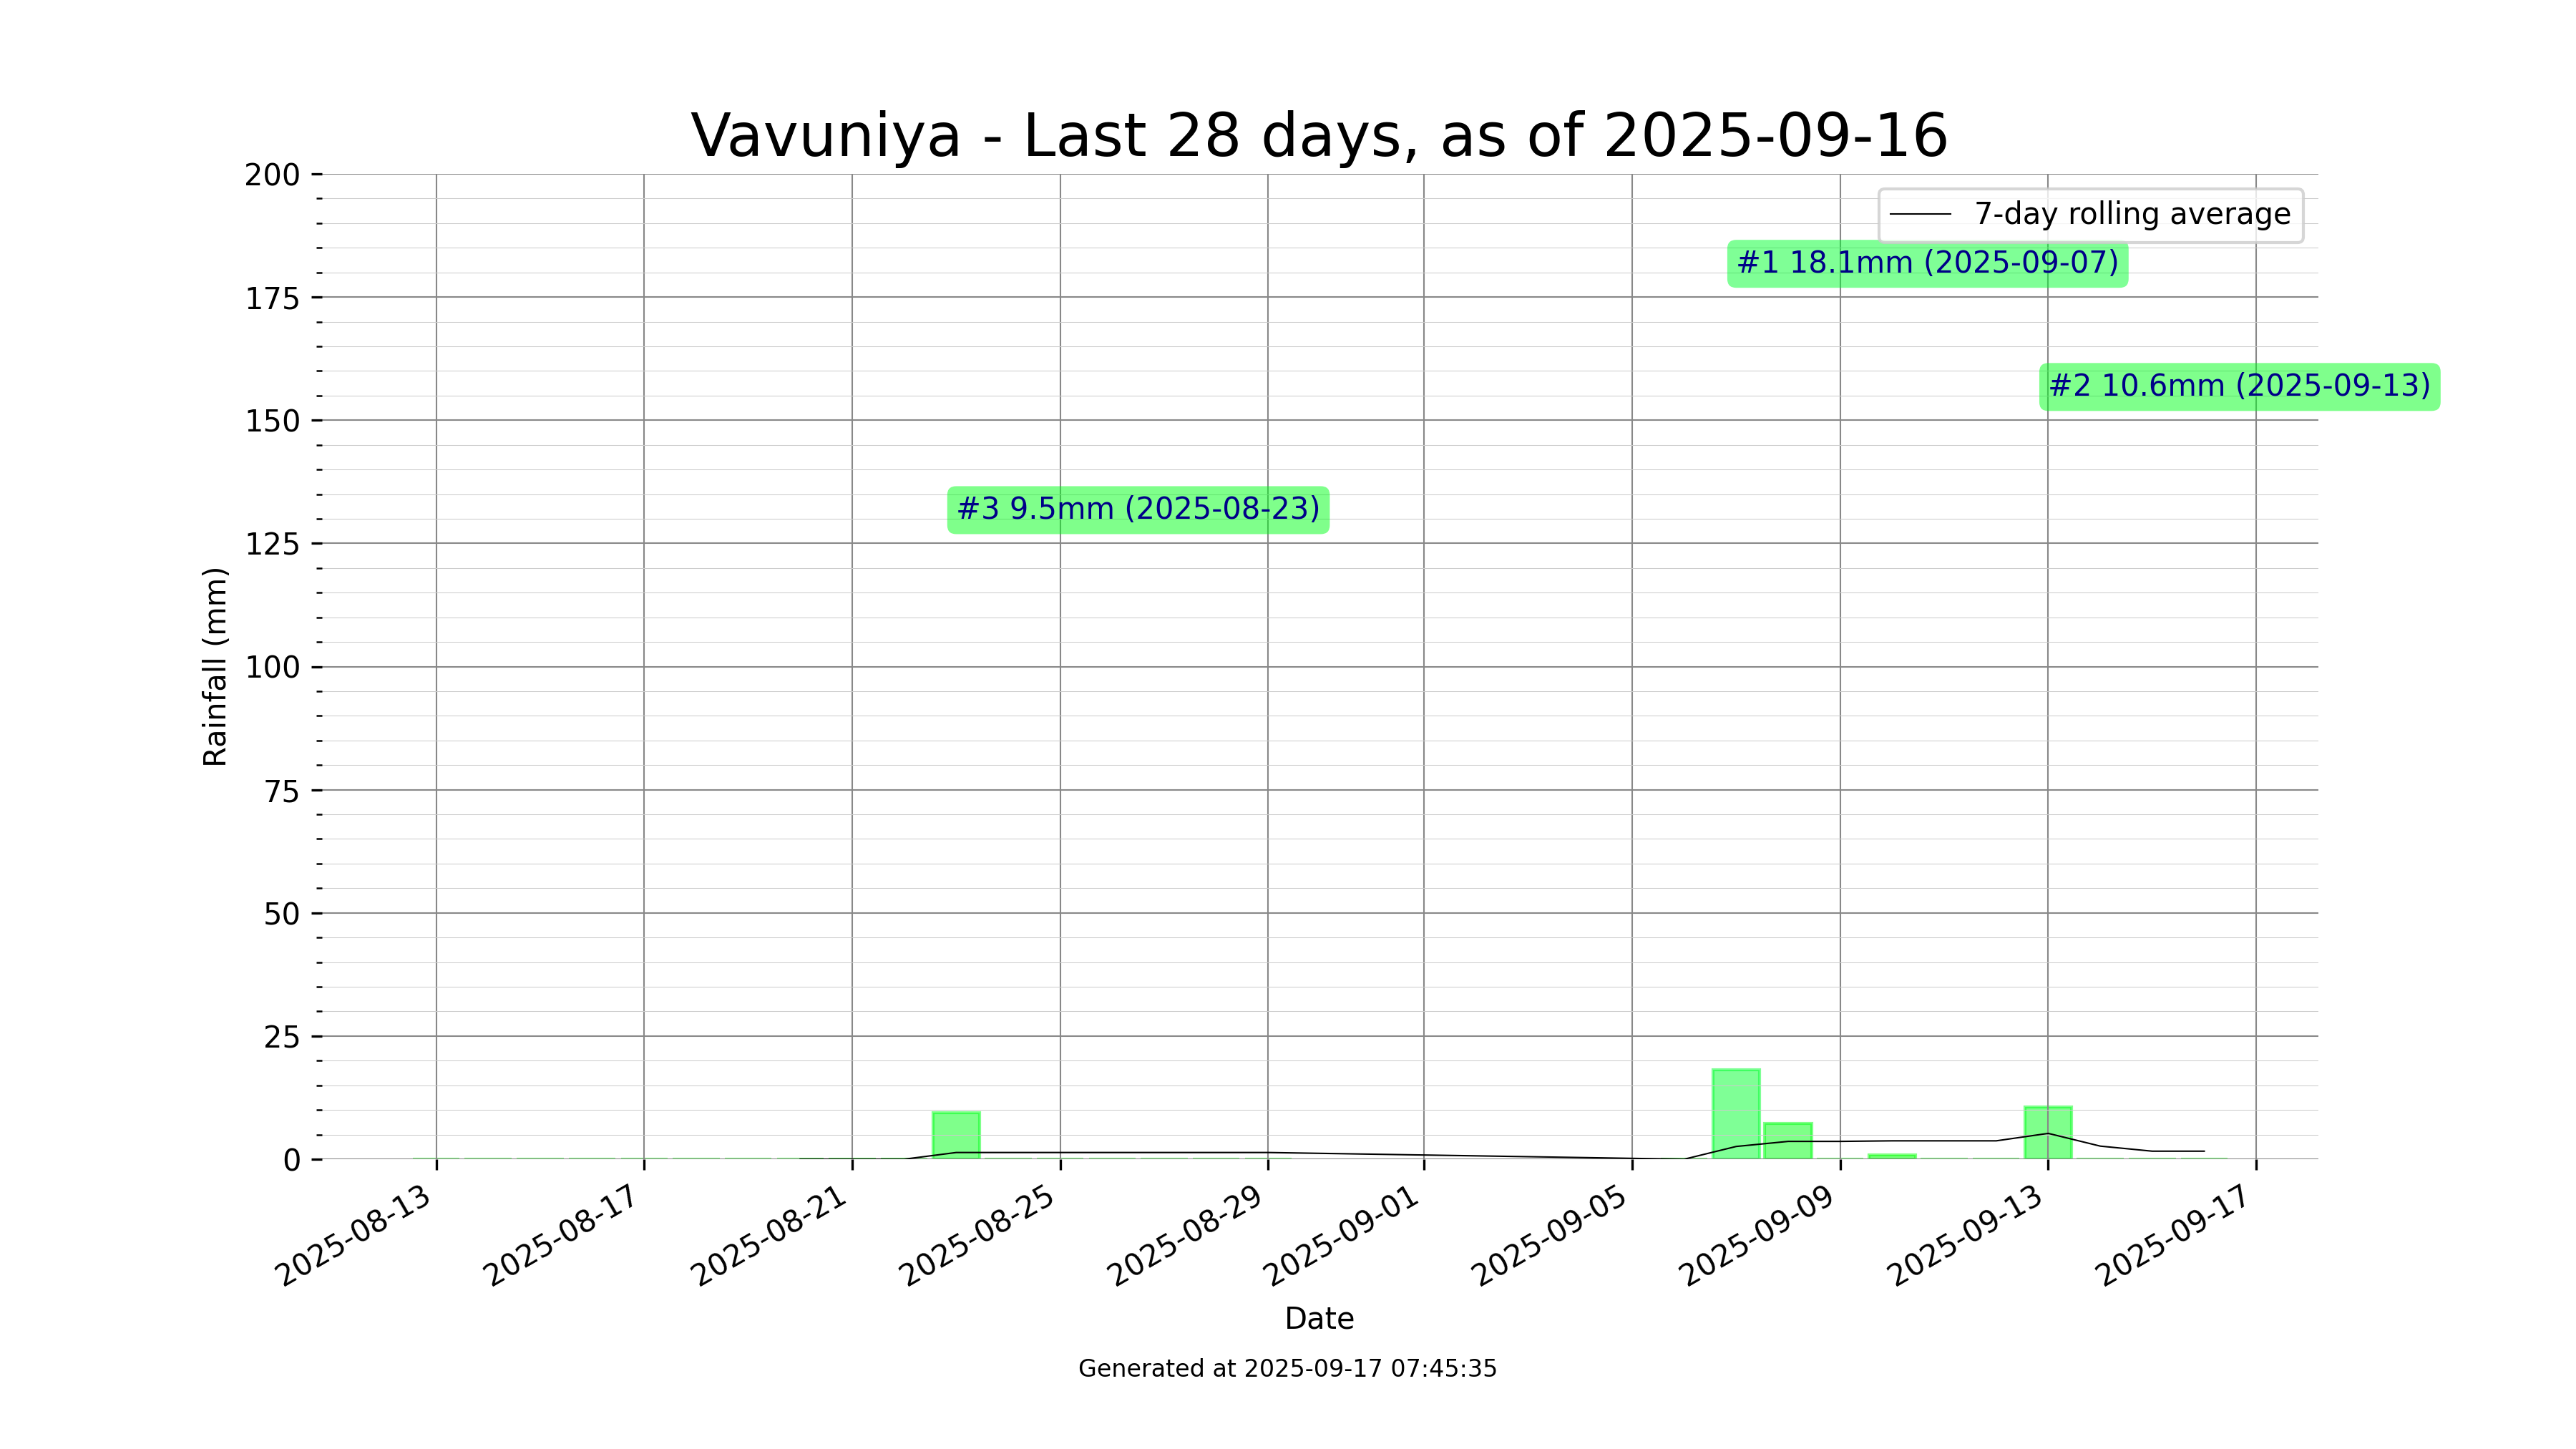 Vavuniya - Last 28 days, as of 2025-09-16
200
175
150
125
100
75
50
25
0
Rainfall (mm)
7-day rolling average
#1 18.1mm (2025-09-07)
#2 10.6mm (2025-09-13)
#3 9.5mm (2025-08-23)
2025-08-13
2025-08-17
2025-08-21
2025-08-25
2025-08-29
2025-09-01
2025-09-05
2025-09-09
2025-09-13
2025-09-17
Date
Generated at 2025-09-17 07:45:35